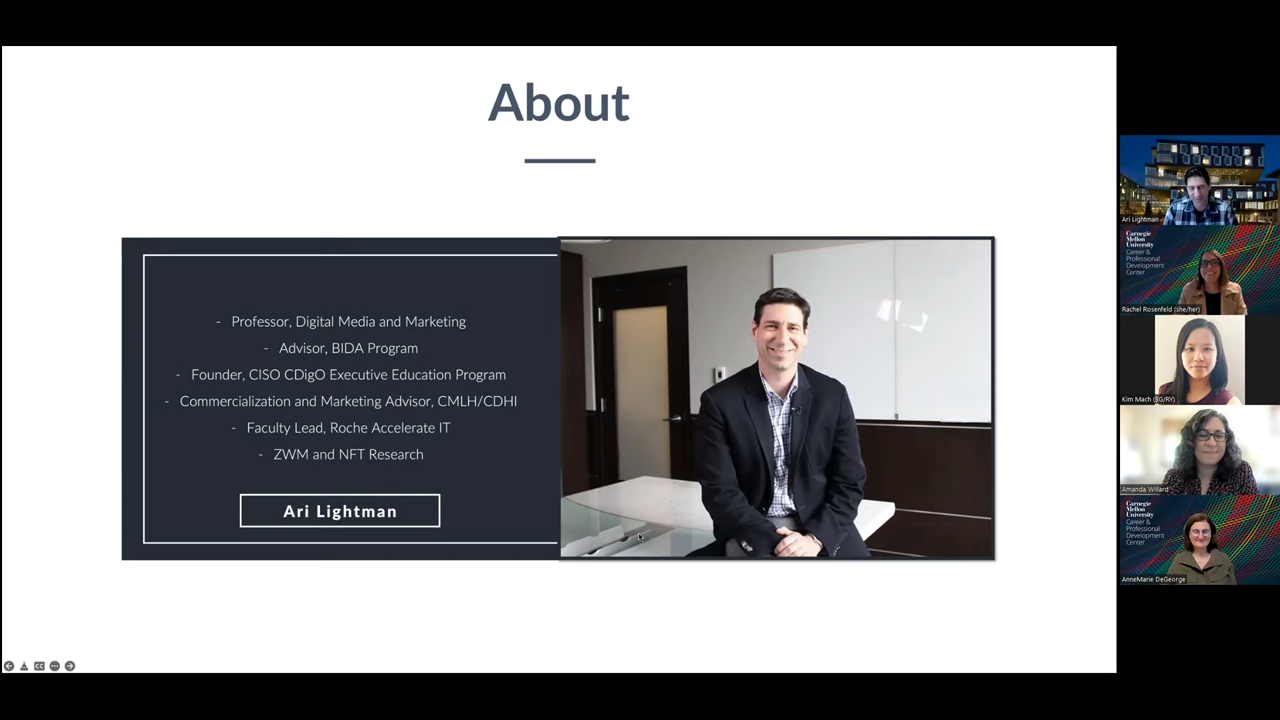 About
- Professor, Digital Media and Marketing
- Advisor, BIDA Program
- Founder, CISO CDigO Executive Education Program
- Commercialization and Marketing Advisor, CMLH/CDHI
- Faculty Lead, Roche Accelerate IT
- ZWM and NFT Research
Ari Lightman
Ari Lightman
Carnegie
Mellon
University
Career &
Professional
Development
Center
Rachel Rosenfeld (she/her)
Kim Mach
Amanda Willard
Carnegie
Mellon
University
Career &
Professional
Development
Center
AnneMarie DeGeorge
CC